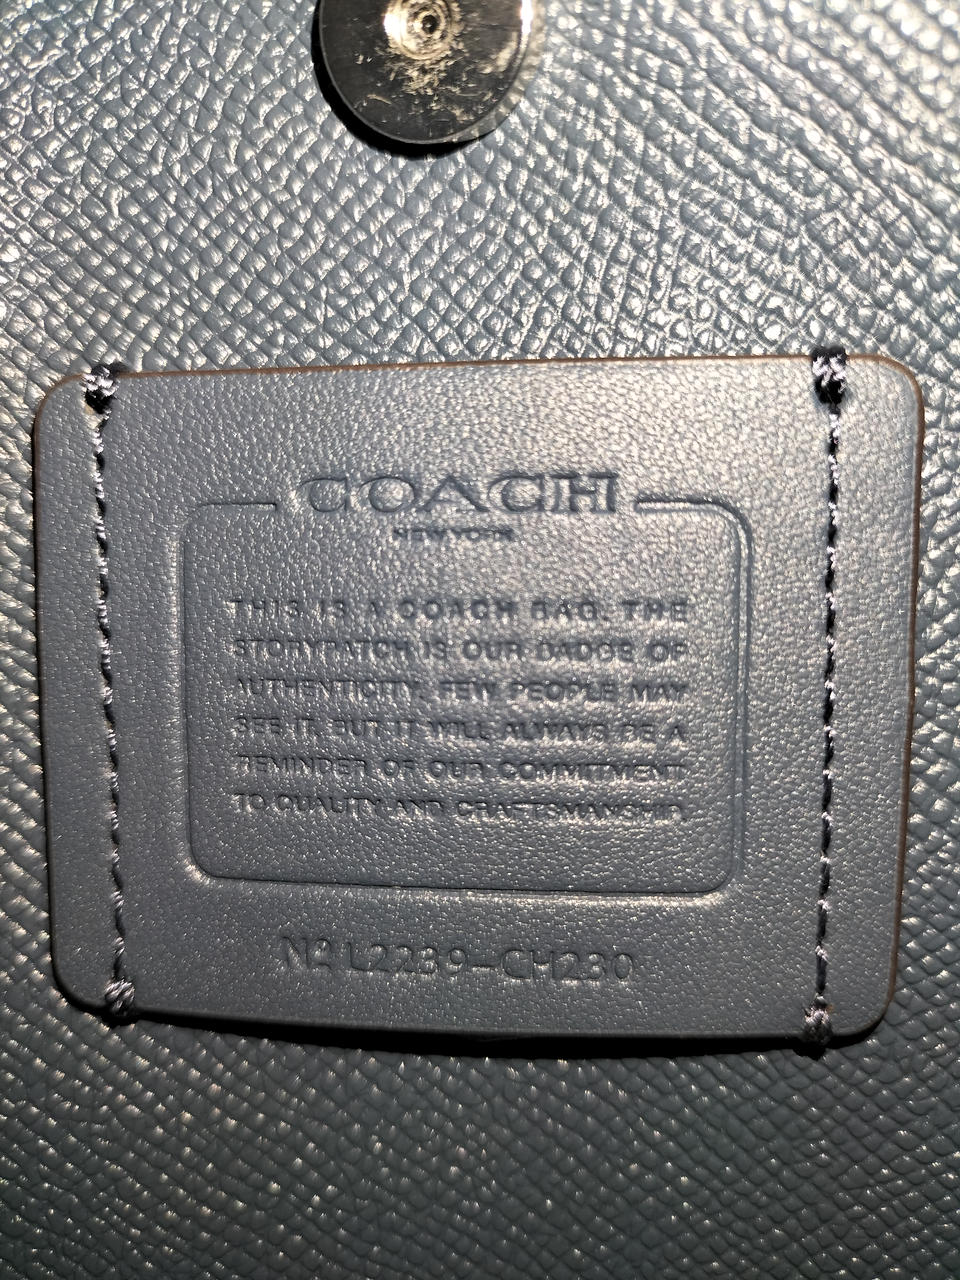 COACH
NEW YORK
THIS IS A COACH BAG. THE
STORYPATCH IS OUR BADGE OF
AUTHENTICITY. FEW PEOPLE MAY
SEE IT, BUT IT WILL ALWAYS BE A
REMINDER OF OUR COMMITMENT
TO QUALITY AND CRAFTSMANSHIP.
Nº L2239-CH230